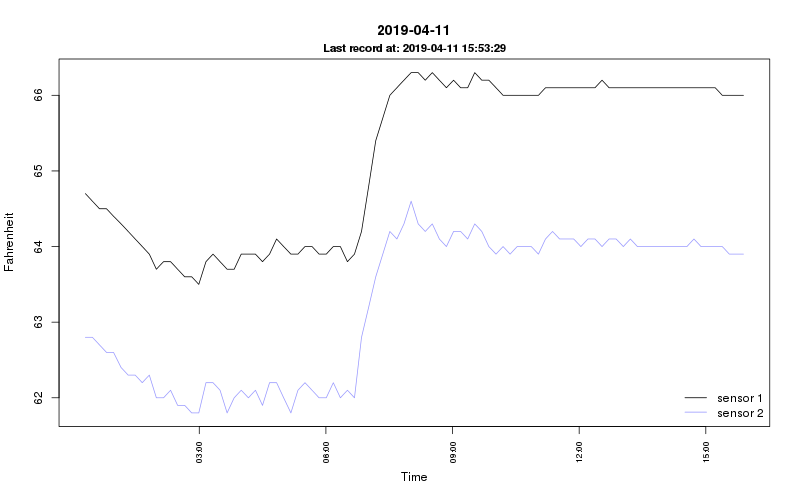 2019-04-11
Last record at: 2019-04-11 15:53:29
Fahrenheit
66
65
64
63
62
sensor 1
sensor 2
03:00
06:00
09:00
12:00
15:00
Time